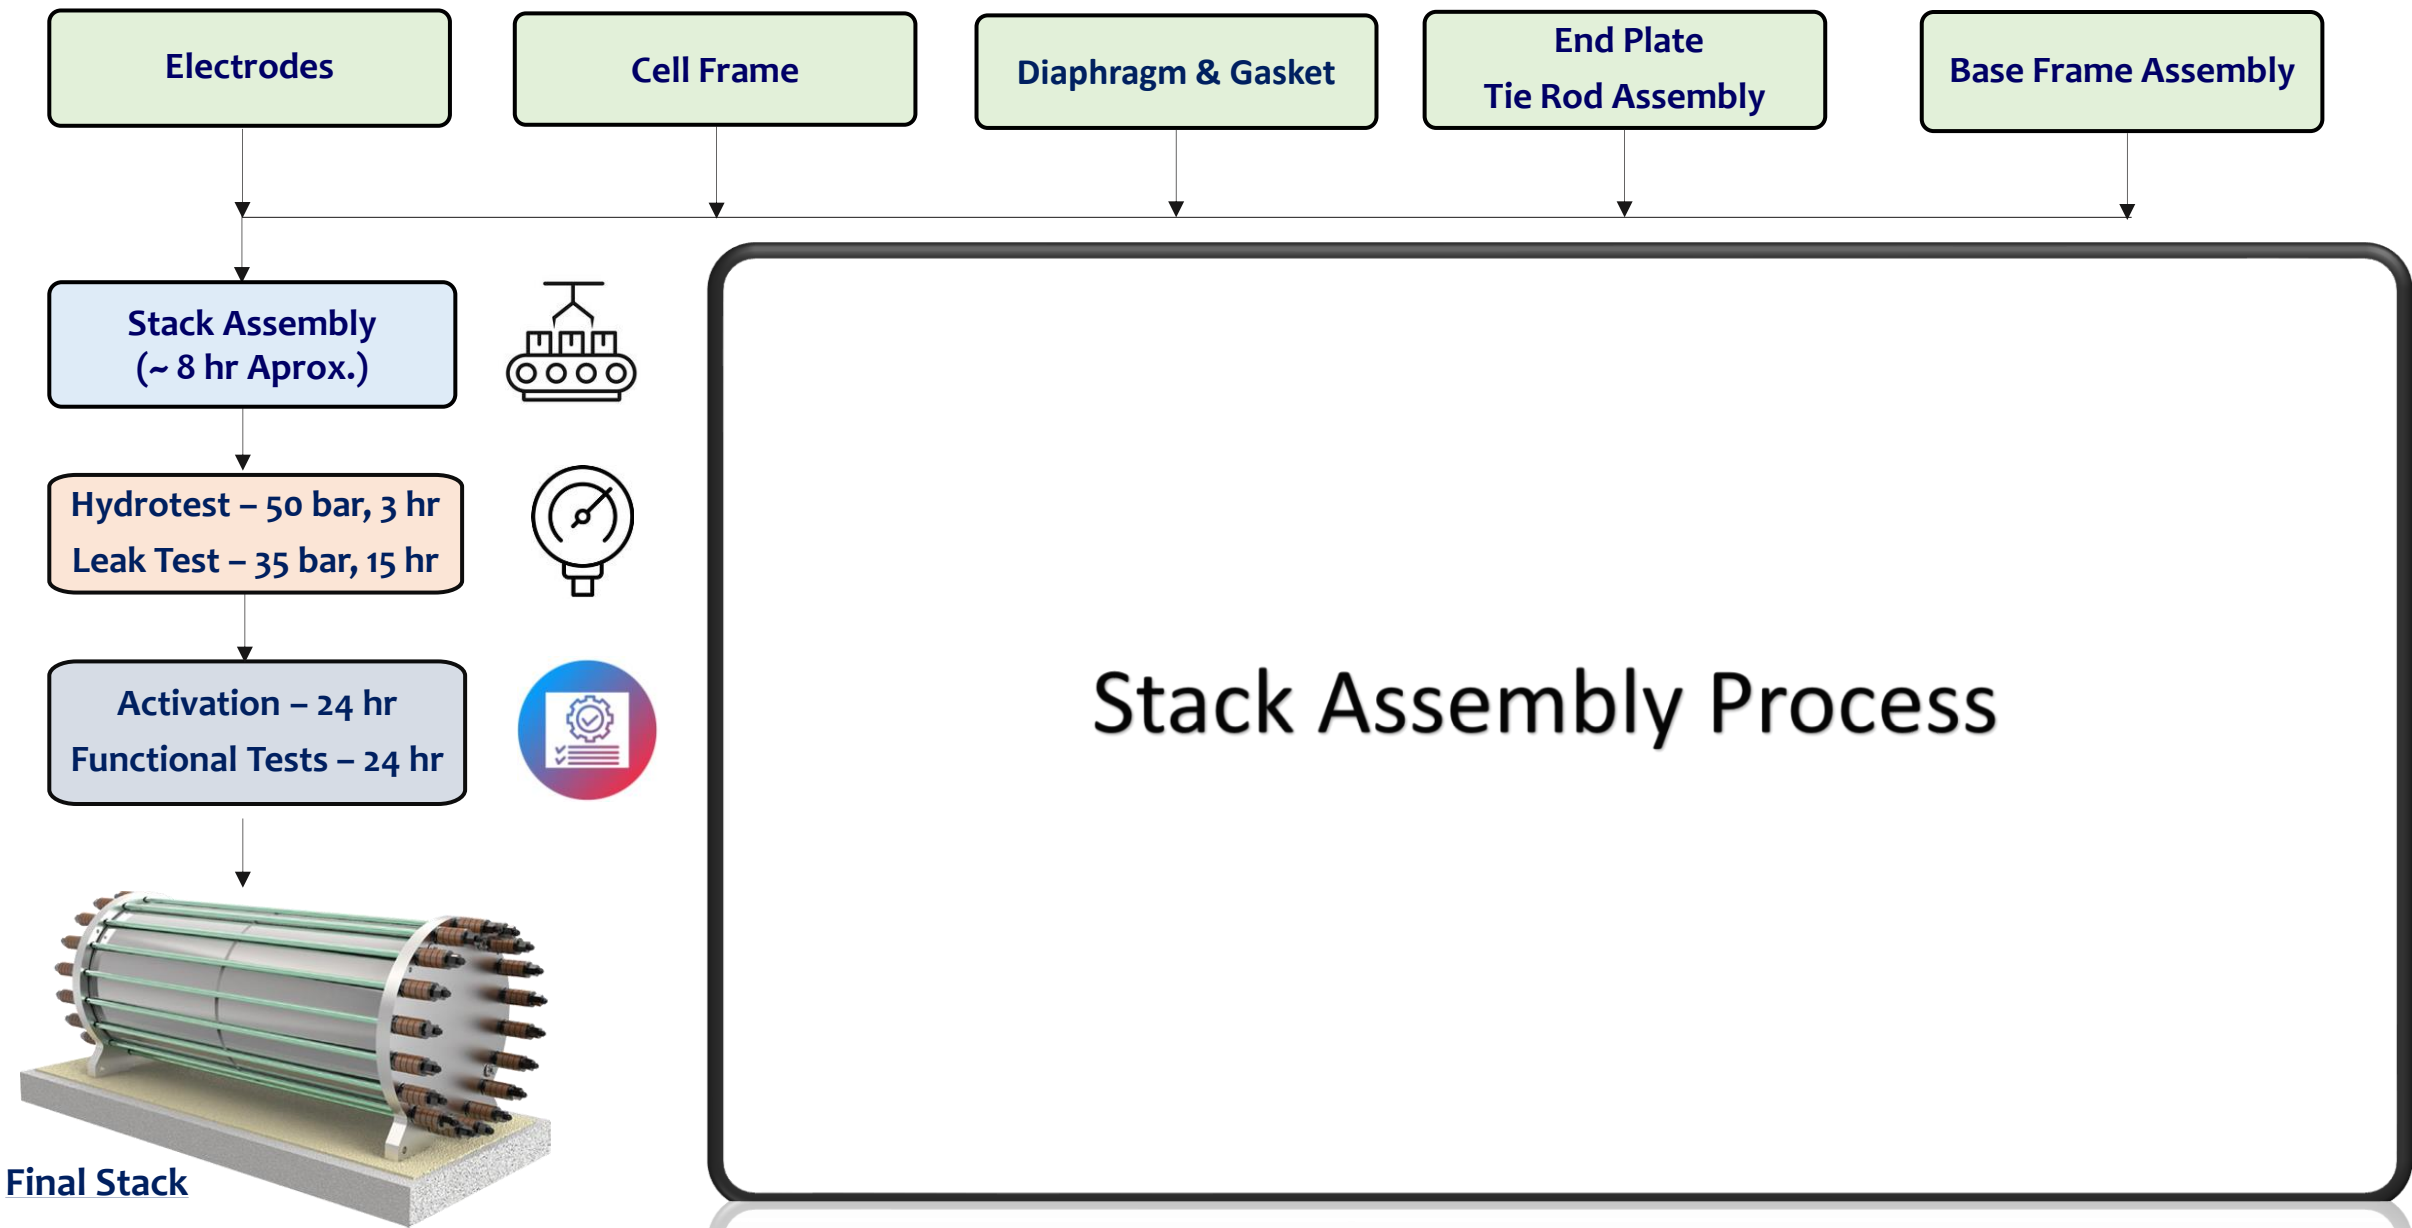 Electrodes
Cell Frame
Diaphragm & Gasket
End Plate
Tie Rod Assembly
Base Frame Assembly
Stack Assembly
(~ 8 hr Aprox.)
Hydrotest – 50 bar, 3 hr
Leak Test – 35 bar, 15 hr
Activation – 24 hr
Functional Tests – 24 hr
Stack Assembly Process
Final Stack